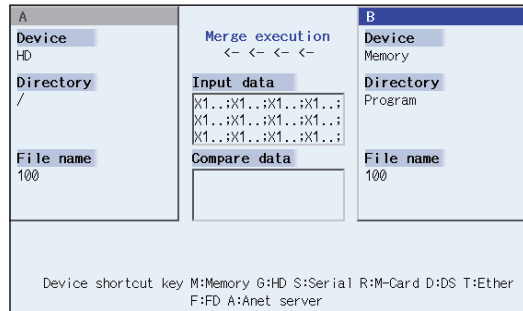 A
Device
HD
Directory
/
File name
100
Merge execution
<- <- <- <-
Input data
X1..;X1..;X1..;X1..;
X1..;X1..;X1..;X1..;
X1..;X1..;X1..;X1..;
Compare data
B
Device
Memory
Directory
Program
File name
100
Device shortcut key M:Memory G:HD S:Serial R:M-Card D:DS T:Ether
F:FD A:Anet server